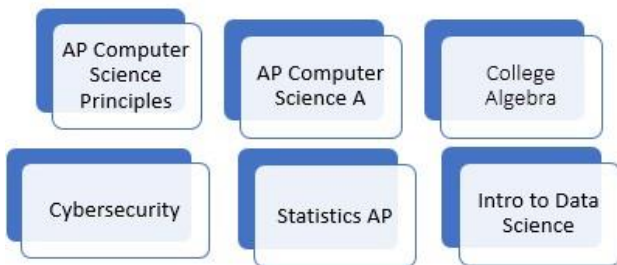 AP Computer
Science
Principles
AP Computer
Science A
College
Algebra
Cybersecurity
Statistics AP
Intro to Data
Science